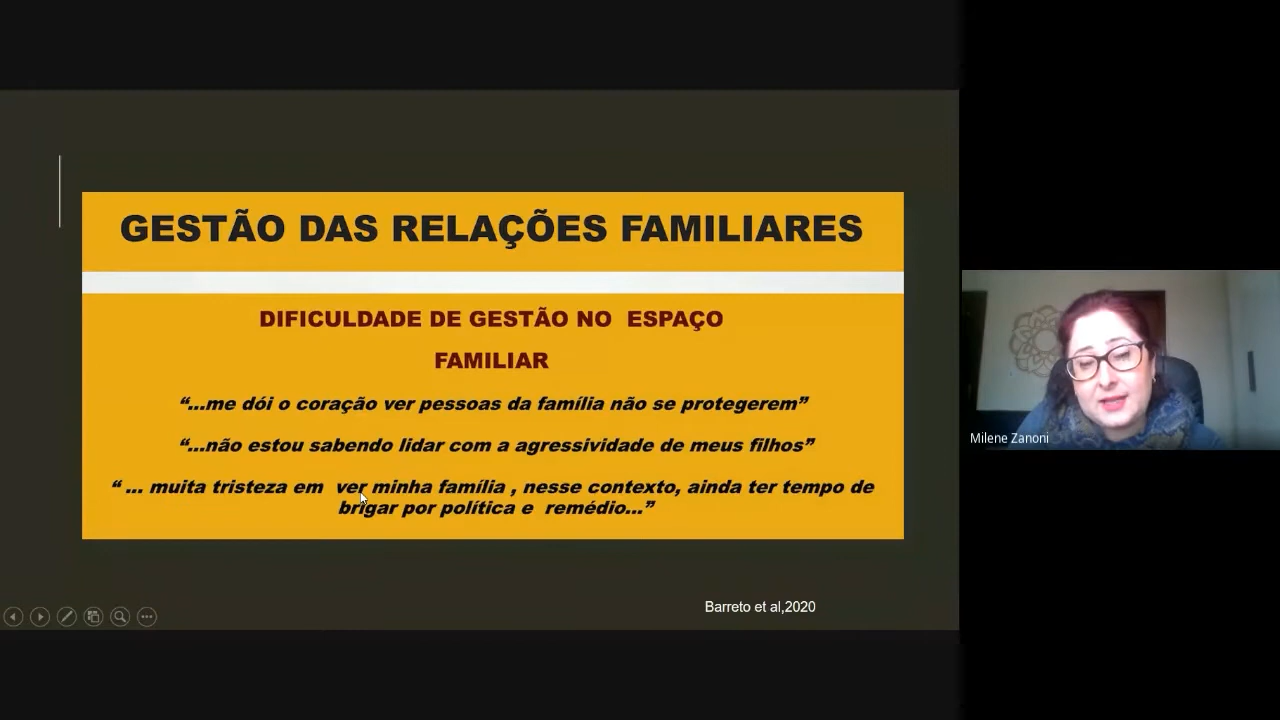 GESTÃO DAS RELAÇÕES FAMILIARES
DIFICULDADE DE GESTÃO NO ESPAÇO
FAMILIAR
“...me dói o coração ver pessoas da família não se protegerem”
“...não estou sabendo lidar com a agressividade de meus filhos”
“ ... muita tristeza em ver minha família , nesse contexto, ainda ter tempo de
brigar por política e remédio...”
Barreto et al,2020
Milene Zanoni